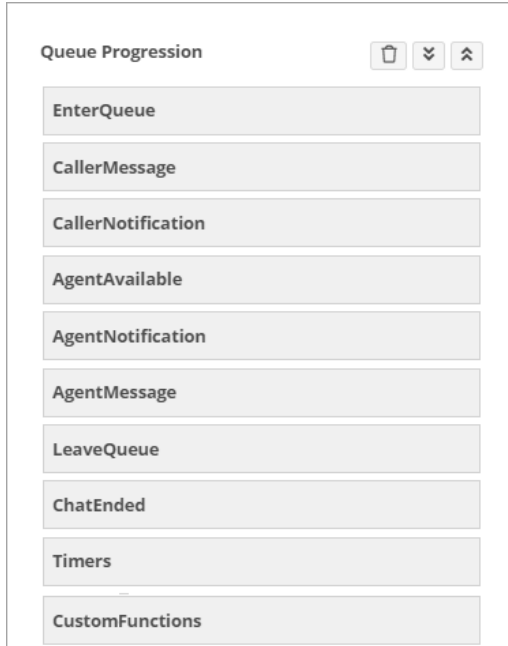 Queue Progression
EnterQueue
CallerMessage
CallerNotification
AgentAvailable
AgentNotification
AgentMessage
LeaveQueue
ChatEnded
Timers
CustomFunctions